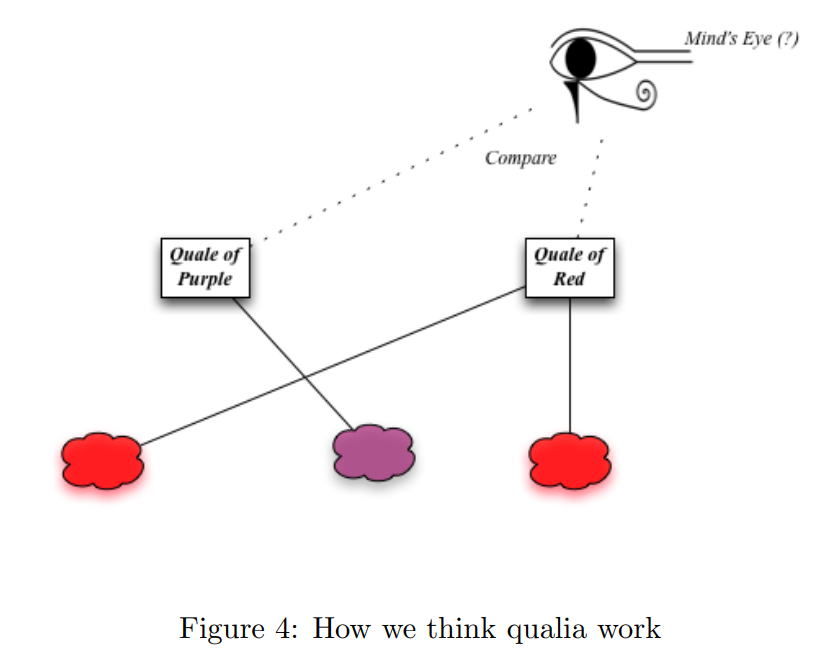 Mind's Eye (?)
Compare
Quale of
Purple
Quale of
Red
Figure 4: How we think qualia work